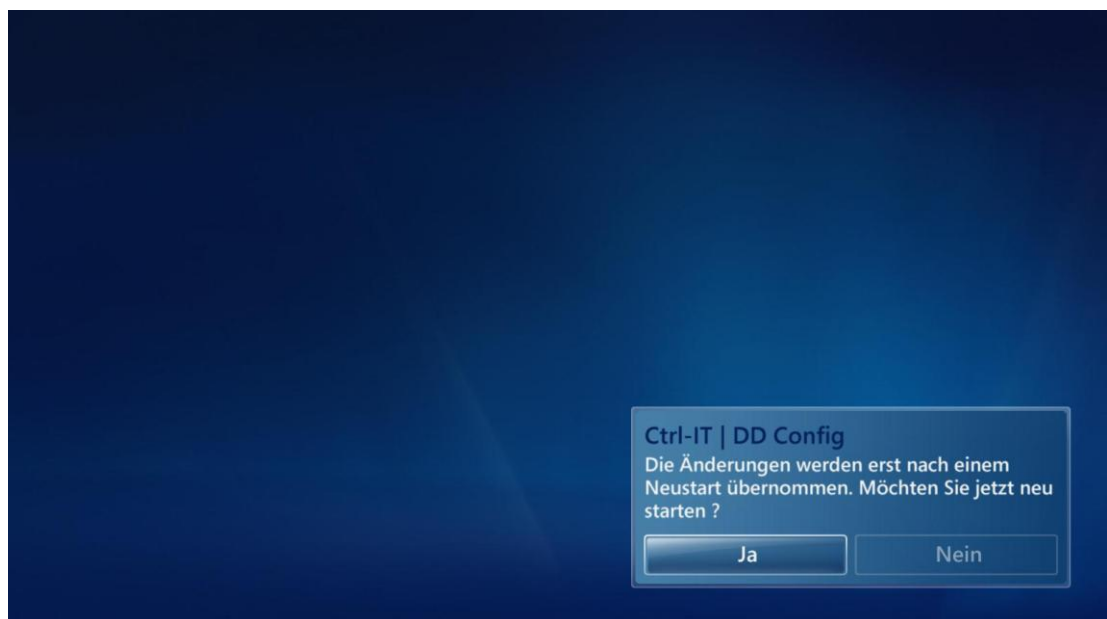 Ctrl-IT | DD Config
Die Änderungen werden erst nach einem
Neustart übernommen. Möchten Sie jetzt neu
starten ?
Ja
Nein